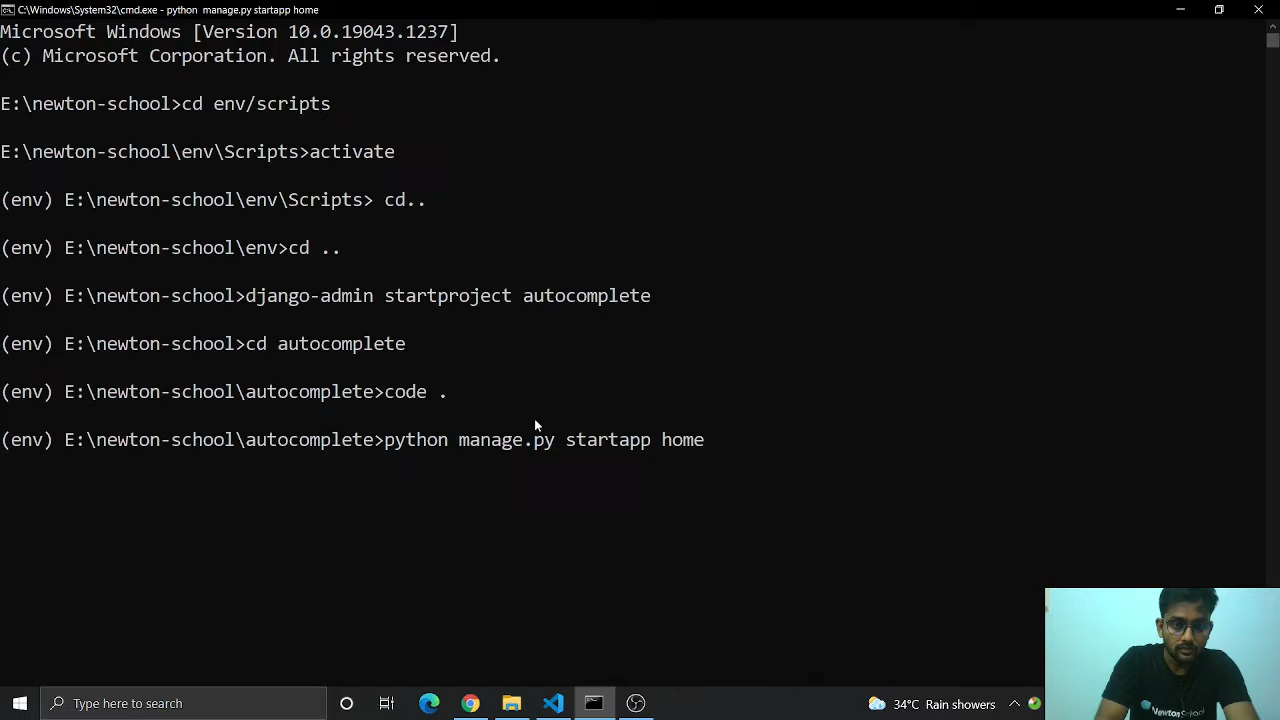 C:\Windows\System32\cmd.exe - python  manage.py startapp home
Microsoft Windows [Version 10.0.19043.1237]
(c) Microsoft Corporation. All rights reserved.
E:\newton-school>cd env/scripts
E:\newton-school\env\Scripts>activate
(env) E:\newton-school\env\Scripts> cd..
(env) E:\newton-school\env>cd ..
(env) E:\newton-school>django-admin startproject autocomplete
(env) E:\newton-school>cd autocomplete
(env) E:\newton-school\autocomplete>code .
(env) E:\newton-school\autocomplete>python manage.py startapp home
Newton School
Type here to search
34°C Rain showers